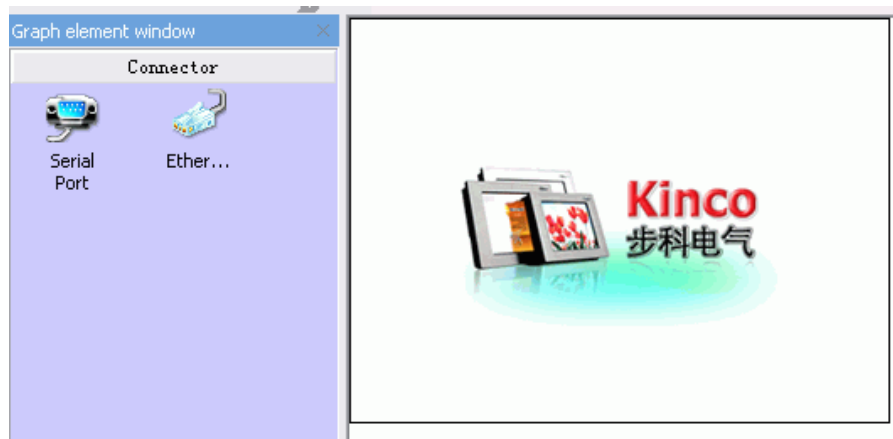 Graph element window
Connector
Serial
Port
Ether...
Kinco
步科电气